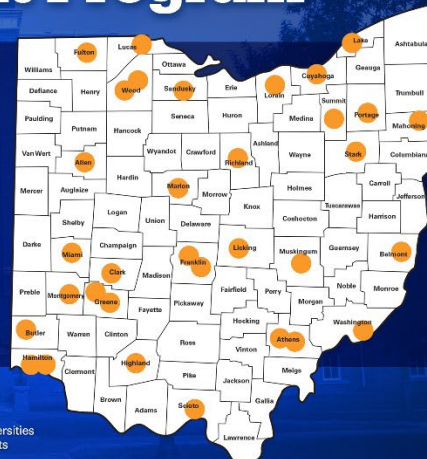 Program
Lake
Ashtabula
Lucas
Fulton
Ottawa
Williams
Geauga
Cuyahoga
Defiance
Henry
Wood
Sandusky
Erie
Lorain
Trumbull
Summit
Portage
Paulding
Seneca
Huron
Medina
Mahoning
Putnam
Hancock
Ashland
Van Wert
Wyandot
Crawford
Richland
Wayne
Stark
Columbiana
Allen
Hardin
Mercer
Auglaize
Marion
Morrow
Holmes
Carroll
Jefferson
Logan
Union
Knox
Coshocton
Tuscarawas
Harrison
Shelby
Delaware
Darke
Champaign
Licking
Muskingum
Guernsey
Belmont
Miami
Franklin
Clark
Madison
Preble
Montgomery
Greene
Fairfield
Perry
Noble
Monroe
Pickaway
Morgan
Fayette
Butler
Warren
Clinton
Hocking
Washington
Ross
Athens
Hamilton
Highland
Vinton
Clermont
Pike
Meigs
Jackson
Brown
Adams
Scioto
Gallia
Lawrence
ersities
ts